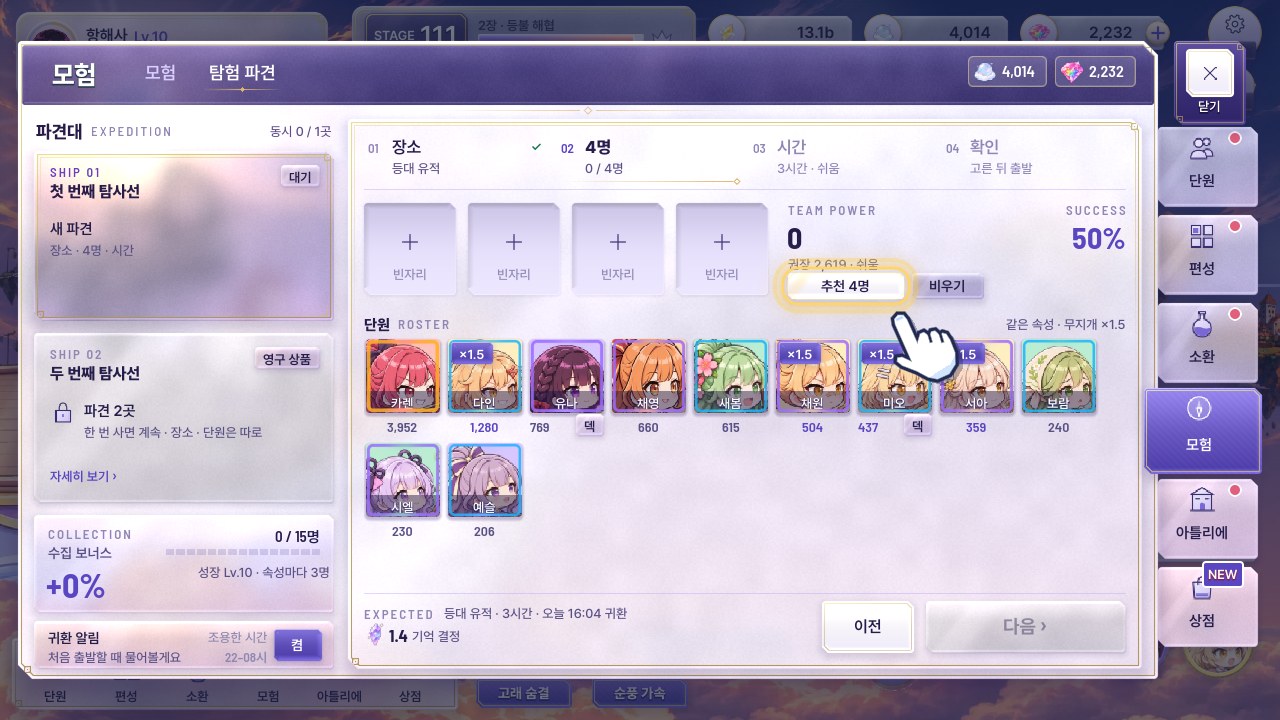 항해사 Lv.10
STAGE 111
2장 · 등불 해협
13.1b
4,014
2,232
모험
모험
탐험 파견
4,014
2,232
닫기
파견대 EXPEDITION
동시 0 / 1곳
SHIP 01
대기
첫 번째 탐사선
새 파견
장소 · 4명 · 시간
SHIP 02
영구 상품
두 번째 탐사선
파견 2곳
한 번 사면 계속 · 장소 · 단원은 따로
자세히 보기 ›
COLLECTION
0 / 15명
수집 보너스
+0%
성장 Lv.10 · 속성마다 3명
귀환 알림
조용한 시간
처음 출발할 때 물어볼게요
22-08시
켬
01 장소
등대 유적
02 4명
0 / 4명
03 시간
3시간 · 쉬움
04 확인
고른 뒤 출발
빈자리
빈자리
빈자리
빈자리
TEAM POWER
SUCCESS
0
50%
권장 2,619 · 쉬움
추천 4명
비우기
단원 ROSTER
같은 속성 · 무지개 ×1.5
×1.5
×1.5
×1.5
1.5
카렌
다인
유나
채영
새봄
채원
미오
서아
보람
3,952
1,280
769
덱
660
615
504
437
덱
359
240
시엘
예슬
230
206
EXPECTED 등대 유적 · 3시간 · 오늘 16:04 귀환
1.4 기억 결정
이전
다음 ›
단원
편성
소환
모험
아틀리에
NEW
상점
단원
편성
소환
모험
아틀리에
상점
고래 숨결
순풍 가속